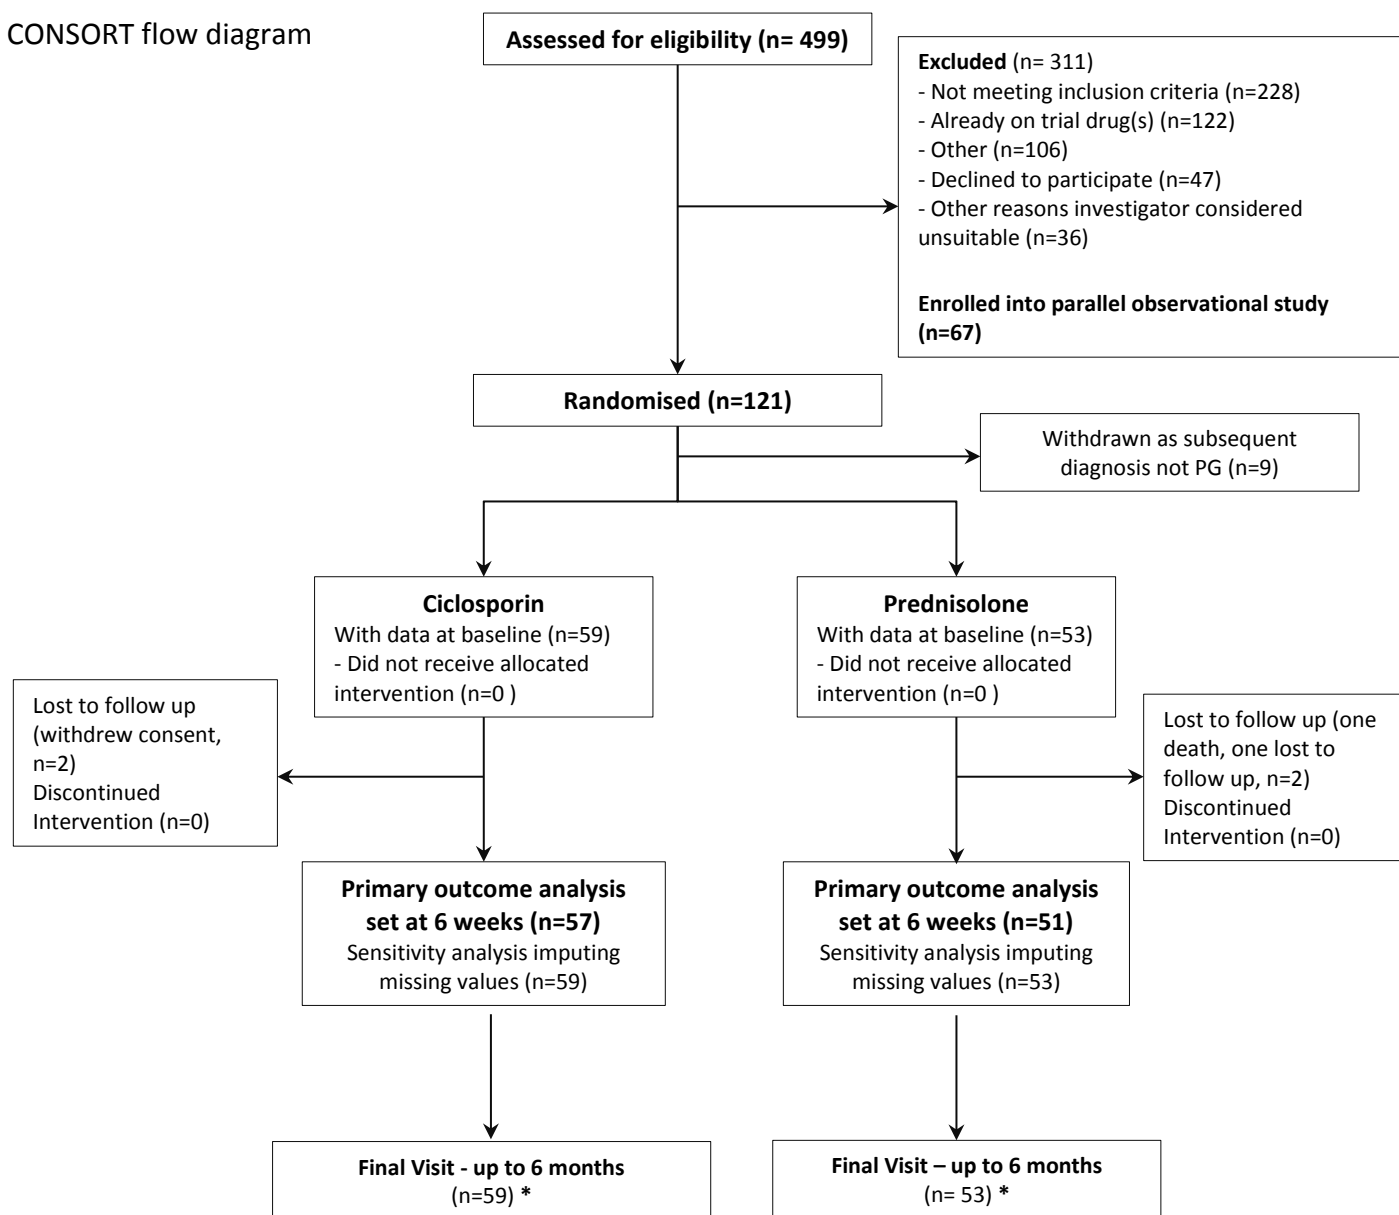 CONSORT flow diagram
Assessed for eligibility (n= 499)
Excluded (n= 311)
- Not meeting inclusion criteria (n=228)
- Already on trial drug(s) (n=122)
- Other (n=106)
- Declined to participate (n=47)
- Other reasons investigator considered
unsuitable (n=36)
Enrolled into parallel observational study
(n=67)
Randomised (n=121)
Withdrawn as subsequent
diagnosis not PG (n=9)
Ciclosporin
With data at baseline (n=59)
- Did not receive allocated
intervention (n=0 )
Prednisolone
With data at baseline (n=53)
- Did not receive allocated
intervention (n=0 )
Lost to follow up
(withdrew consent,
n=2)
Discontinued
Intervention (n=0)
Lost to follow up (one
death, one lost to
follow up, n=2)
Discontinued
Intervention (n=0)
Primary outcome analysis
set at 6 weeks (n=57)
Sensitivity analysis imputing
missing values (n=59)
Primary outcome analysis
set at 6 weeks (n=51)
Sensitivity analysis imputing
missing values (n=53)
Final Visit - up to 6 months
(n=59) *
Final Visit – up to 6 months
(n= 53) *